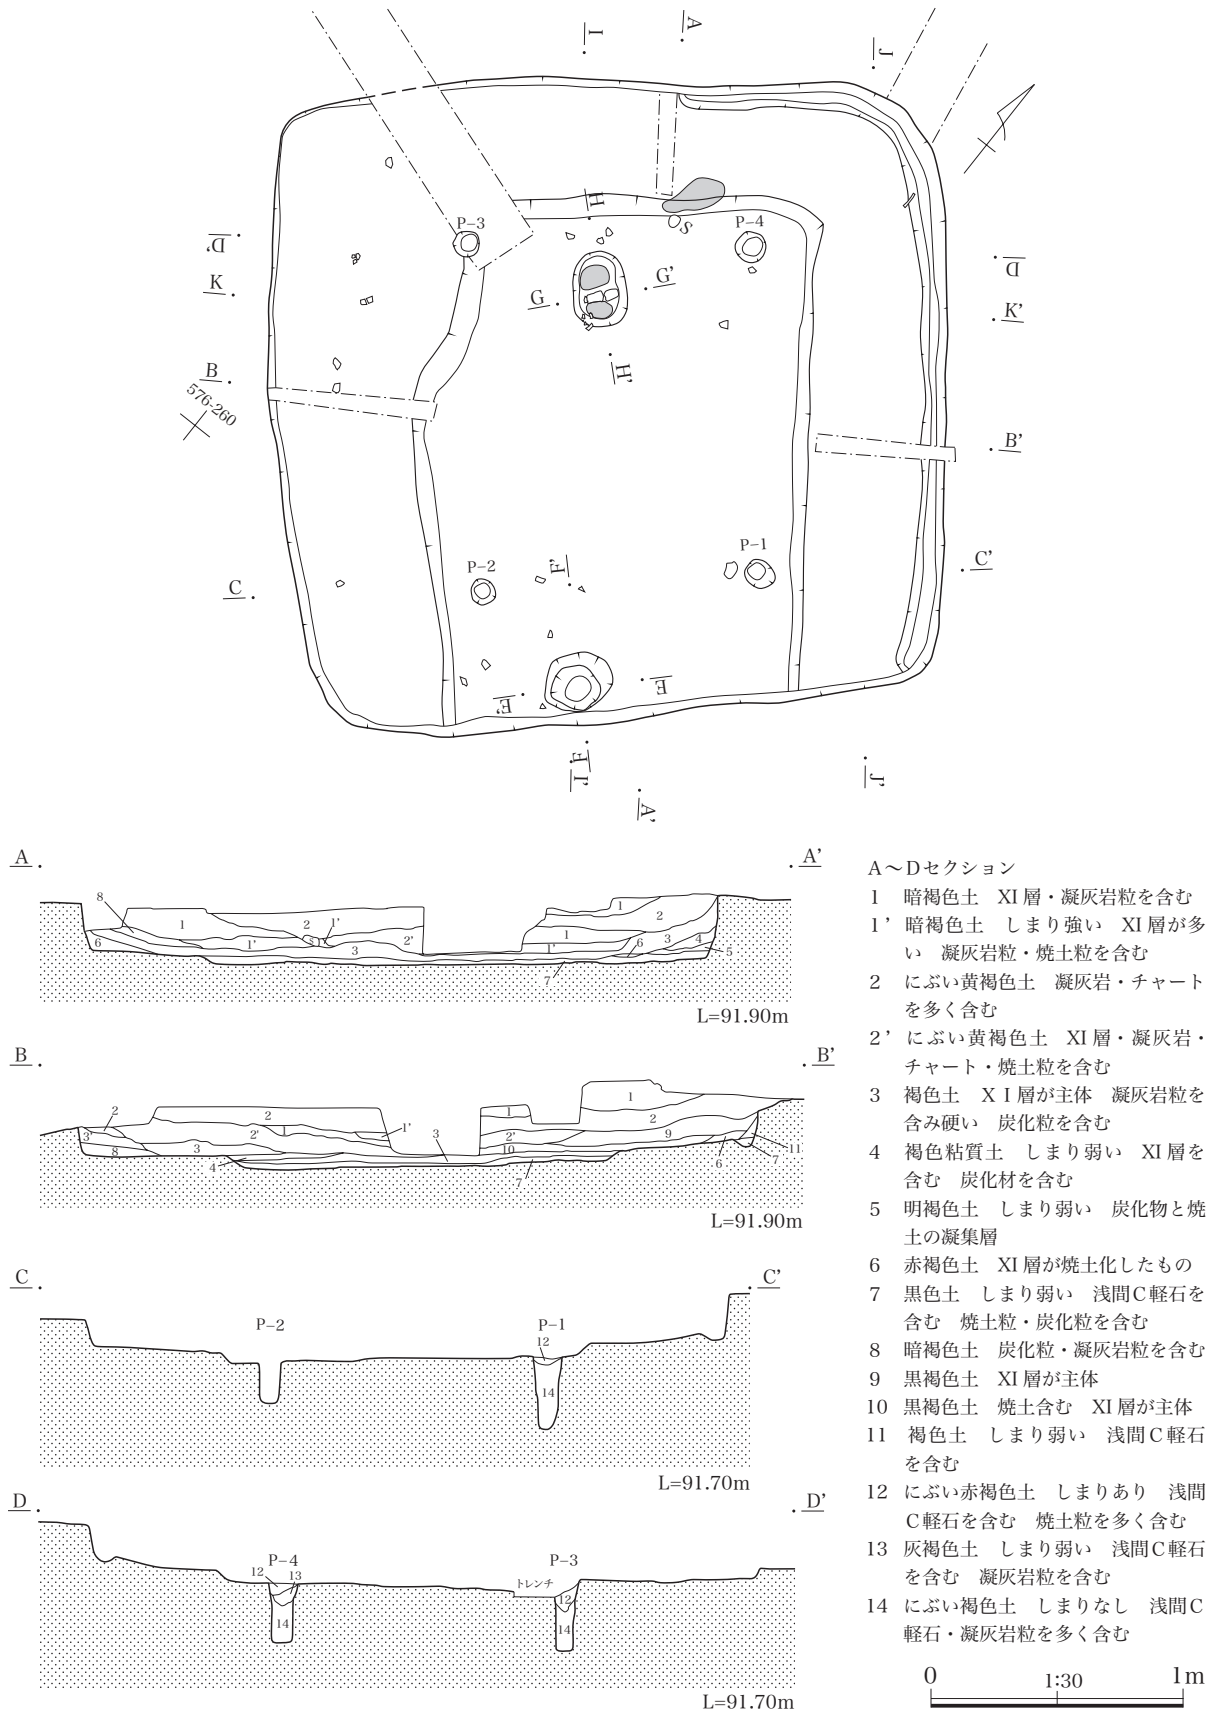 I
A
J
H
P-3
P-4
S
D'
D
K
G
G'
K'
H'
B
576-260
B'
P-2
F'
P-1
C
C'
E'
E
F
I'
J'
A'
A
A'
8
1
2
1'
S
1'
6
1'
3
2'
1
2
1
1'
6
3
4
5
7
L=91.90m
B
B'
2
3'
8
2
2'
1
3
4
1'
3
1
2'
10
7
1
2
9
6
7
11
L=91.90m
C
C'
P-2
P-1
12
14
L=91.70m
D
D'
P-4
12
13
14
P-3
トレンチ
12
14
L=91.70m
A〜Dセクション
1 暗褐色土 XI 層・凝灰岩粒を含む
1’ 暗褐色土 しまり強い XI 層が多
い 凝灰岩粒・焼土粒を含む
2 にぶい黄褐色土 凝灰岩・チャート
を多く含む
2’ にぶい黄褐色土 XI 層・凝灰岩・
チャート・焼土粒を含む
3 褐色土 ＸＩ層が主体 凝灰岩粒を
含み硬い 炭化粒を含む
4 褐色粘質土 しまり弱い XI 層を
含む 炭化材を含む
5 明褐色土 しまり弱い 炭化物と焼
土の凝集層
6 赤褐色土 XI 層が焼土化したもの
7 黒色土 しまり弱い 浅間Ｃ軽石を
含む 焼土粒・炭化粒を含む
8 暗褐色土 炭化粒・凝灰岩粒を含む
9 黒褐色土 XI 層が主体
10 黒褐色土 焼土含む XI 層が主体
11 褐色土 しまり弱い 浅間Ｃ軽石
を含む
12 にぶい赤褐色土 しまりあり 浅間
Ｃ軽石を含む 焼土粒を多く含む
13 灰褐色土 しまり弱い 浅間Ｃ軽石
を含む 凝灰岩粒を含む
14 にぶい褐色土 しまりなし 浅間Ｃ
軽石・凝灰岩粒を多く含む
0 1:30 1m